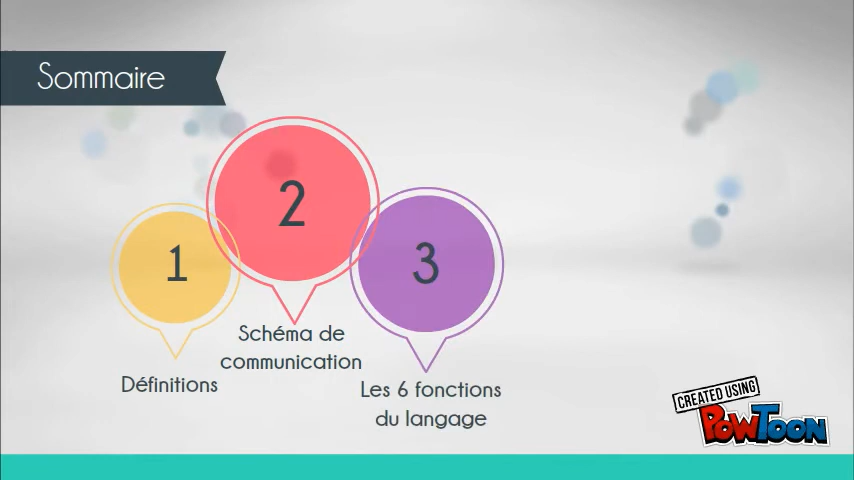 Sommaire
1
2
3
Définitions
Schéma de
communication
Les 6 fonctions
du langage
CREATED USING
POWTOON